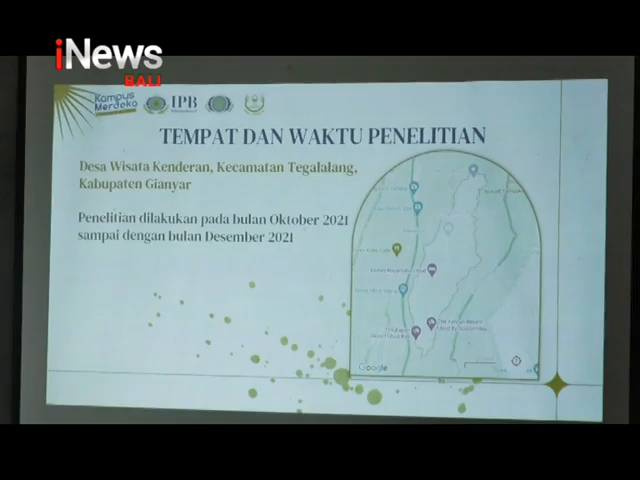 iNews
BALI
Kampus
Merdeka
IPB
TEMPAT DAN WAKTU PENELITIAN
Desa Wisata Kenderan, Kecamatan Tegalalang,
Kabupaten Gianyar
Penelitian dilakukan pada bulan Oktober 2021
sampai dengan bulan Desember 2021
Google